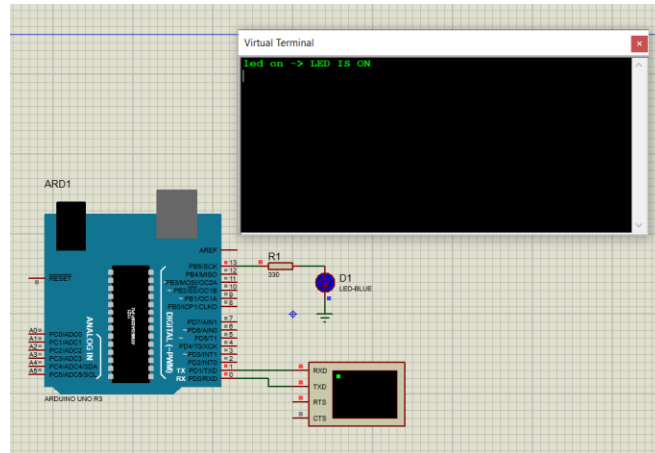 Virtual Terminal
led on -> LED IS ON
ARD1
RESET
AREF
PB5/SCK 13
PB4/MISO 12
~PB3/MOSI/OC2A 11
~PB2/SS/OC1B 10
~PB1/OC1A 9
PB0/ICP1/CLKO 8
PD7/AIN1 7
~PD6/AIN0 6
~PD5/T1 5
PD4/T0/XCK 4
~PD3/INT1 3
PD2/INT0 2
TX PD1/TXD 1
RX PD0/RXD 0
DIGITAL (~PWM)
ANALOG IN
A0 PC0/ADC0
A1 PC1/ADC1
A2 PC2/ADC2
A3 PC3/ADC3
A4 PC4/ADC4/SDA
A5 PC5/ADC5/SCL
ARDUINO UNO R3
R1
330
D1
LED-BLUE
RXD
TXD
RTS
CTS